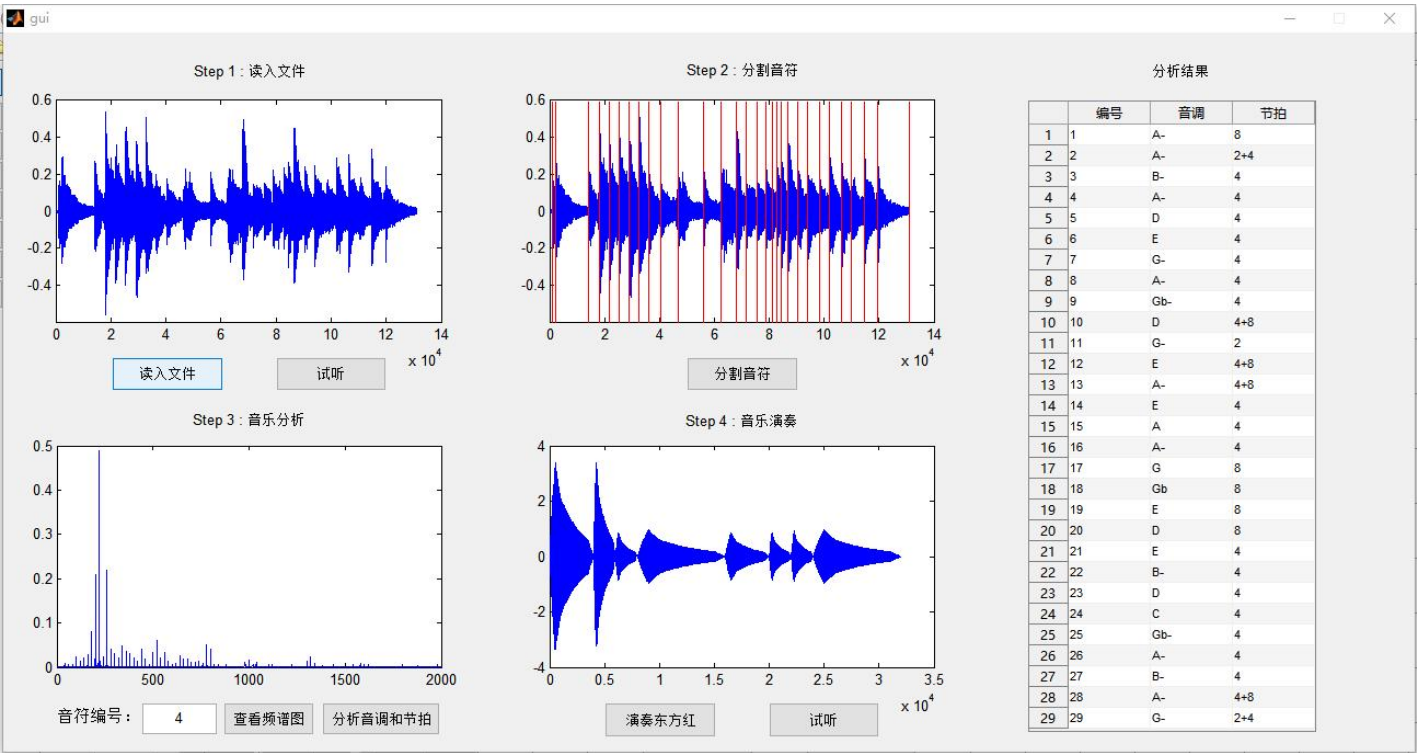 gui
Step 1 : 读入文件
0.6
0.4
0.2
0
-0.2
-0.4
0 2 4 6 8 10 12 14
x 10^4
读入文件 试听
Step 2 : 分割音符
0.6
0.4
0.2
0
-0.2
-0.4
0 2 4 6 8 10 12 14
x 10^4
分割音符
Step 3 : 音乐分析
0.5
0.4
0.3
0.2
0.1
0
0 500 1000 1500 2000
音符编号： 4 查看频谱图 分析音调和节拍
Step 4 : 音乐演奏
4
2
0
-2
-4
0 0.5 1 1.5 2 2.5 3 3.5
x 10^4
演奏东方红 试听
分析结果
编号 音调 节拍
1 1 A- 8
2 2 A- 2+4
3 3 B- 4
4 4 A- 4
5 5 D 4
6 6 E 4
7 7 G- 4
8 8 A- 4
9 9 Gb- 4
10 10 D 4+8
11 11 G- 2
12 12 E 4+8
13 13 A- 4+8
14 14 E 4
15 15 A 4
16 16 A- 4
17 17 G 8
18 18 Gb 8
19 19 E 8
20 20 D 8
21 21 E 4
22 22 B- 4
23 23 D 4
24 24 C 4
25 25 Gb- 4
26 26 A- 4
27 27 B- 4
28 28 A- 4+8
29 29 G- 2+4